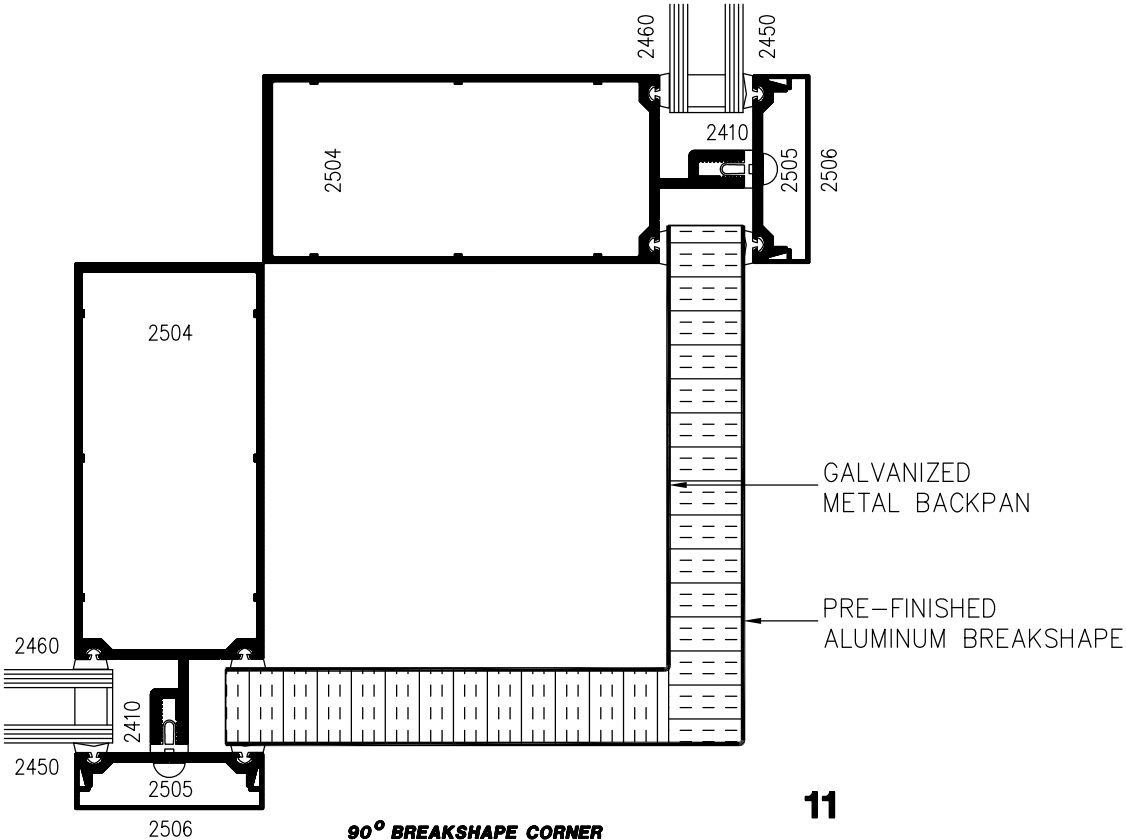 2460
2450
2410
2504
2505
2506
2504
GALVANIZED
METAL BACKPAN
PRE-FINISHED
ALUMINUM BREAKSHAPE
2460
2410
2450
2505
2506
11
90° BREAKSHAPE CORNER